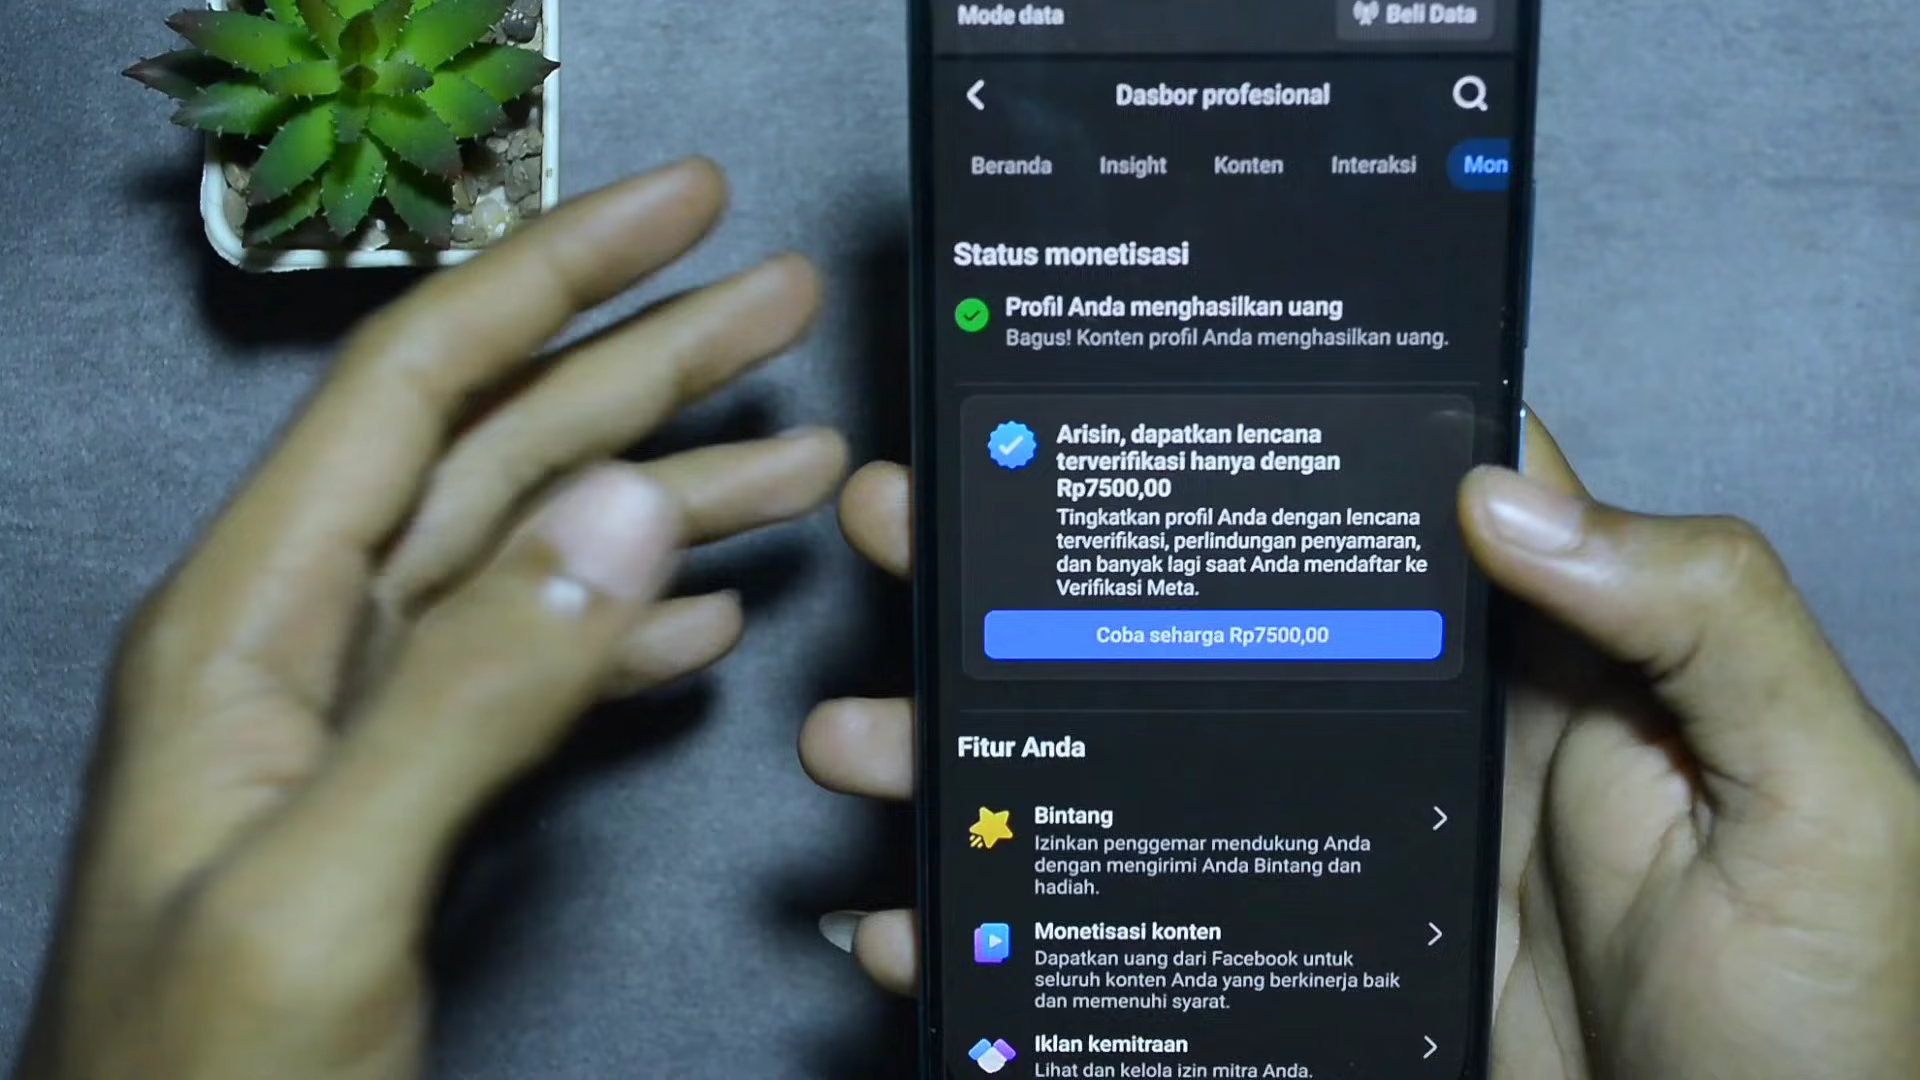 Mode data
Beli Data
Dasbor profesional
Beranda
Insight
Konten
Interaksi
Mon
Status monetisasi
Profil Anda menghasilkan uang
Bagus! Konten profil Anda menghasilkan uang.
Arisin, dapatkan lencana
terverifikasi hanya dengan
Rp7500,00
Tingkatkan profil Anda dengan lencana
terverifikasi, perlindungan penyamaran,
dan banyak lagi saat Anda mendaftar ke
Verifikasi Meta.
Coba seharga Rp7500,00
Fitur Anda
Bintang
Izinkan penggemar mendukung Anda
dengan mengirimi Anda Bintang dan
hadiah.
Monetisasi konten
Dapatkan uang dari Facebook untuk
seluruh konten Anda yang berkinerja baik
dan memenuhi syarat.
Iklan kemitraan
Lihat dan kelola izin mitra Anda.